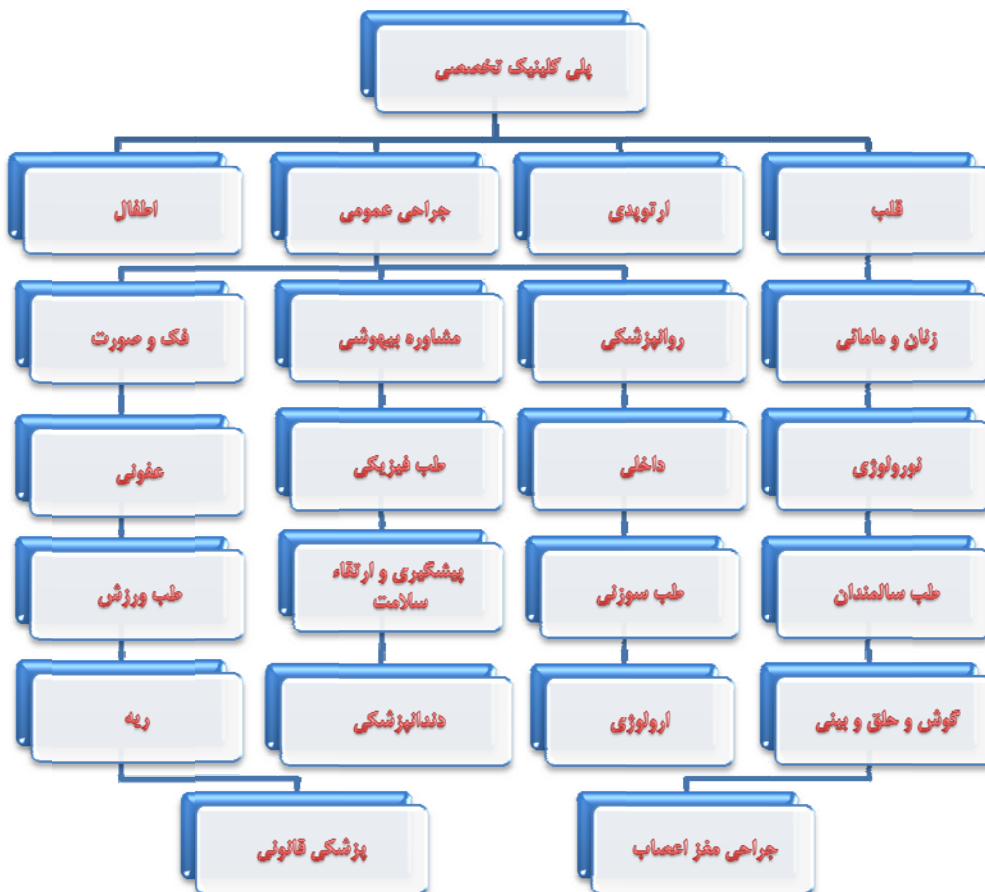 پلی کلینیک تخصصی
قلب
ارتوپدی
جراحی عمومی
اطفال
زنان و مامائی
روانپزشکی
مشاوره بیهوشی
فک و صورت
نورولوژی
داخلی
طب فیزیکی
عفونی
طب سالمندان
طب سوزنی
پیشگیری و ارتقاء
سلامت
طب ورزش
گوش و حلق و بینی
ارولوژی
دندانپزشکی
ریه
جراحی مغز اعصاب
پزشکی قانونی